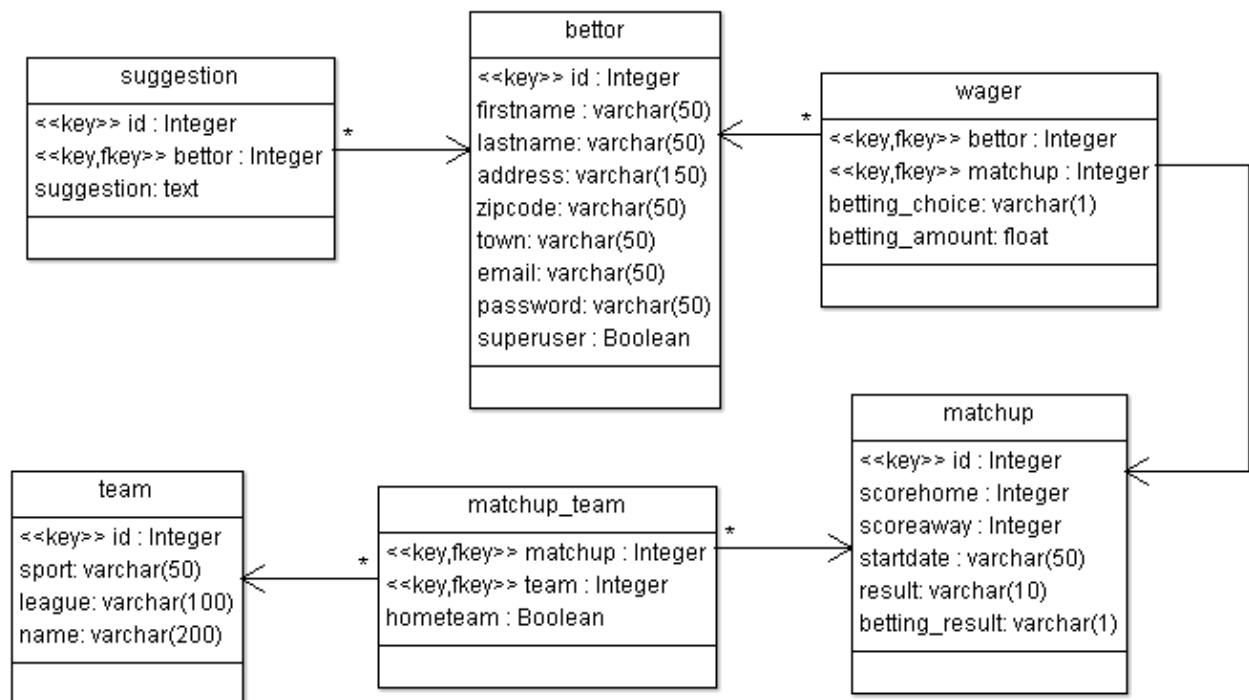 suggestion
<<key>> id : Integer
<<key,fkey>> bettor : Integer
suggestion: text
*
bettor
<<key>> id : Integer
firstname : varchar(50)
lastname: varchar(50)
address: varchar(150)
zipcode: varchar(50)
town: varchar(50)
email: varchar(50)
password: varchar(50)
superuser : Boolean
*
wager
<<key,fkey>> bettor : Integer
<<key,fkey>> matchup : Integer
betting_choice: varchar(1)
betting_amount: float
team
<<key>> id : Integer
sport: varchar(50)
league: varchar(100)
name: varchar(200)
*
matchup_team
<<key,fkey>> matchup : Integer
<<key,fkey>> team : Integer
hometeam : Boolean
*
matchup
<<key>> id : Integer
scorehome : Integer
scoreaway : Integer
startdate : varchar(50)
result: varchar(10)
betting_result: varchar(1)